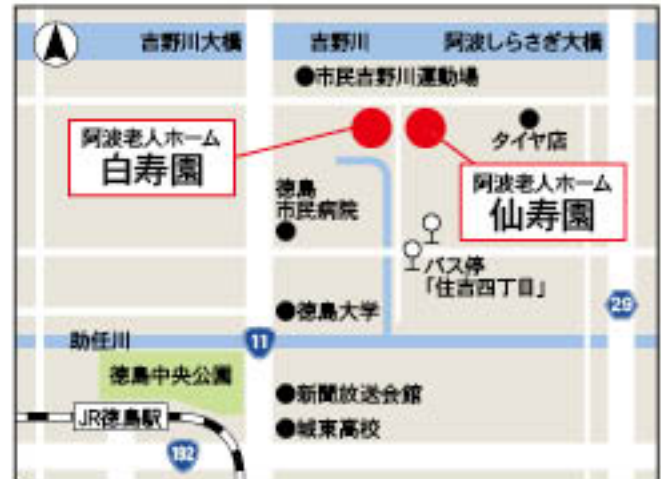 吉野川大橋
吉野川
阿波しらさぎ大橋
●市民吉野川運動場
阿波老人ホーム
白寿園
タイヤ店
阿波老人ホーム
仙寿園
徳島
市民病院
バス停
「住吉四丁目」
29
●徳島大学
助任川
11
徳島中央公園
●新聞放送会館
JR徳島駅
●城東高校
192